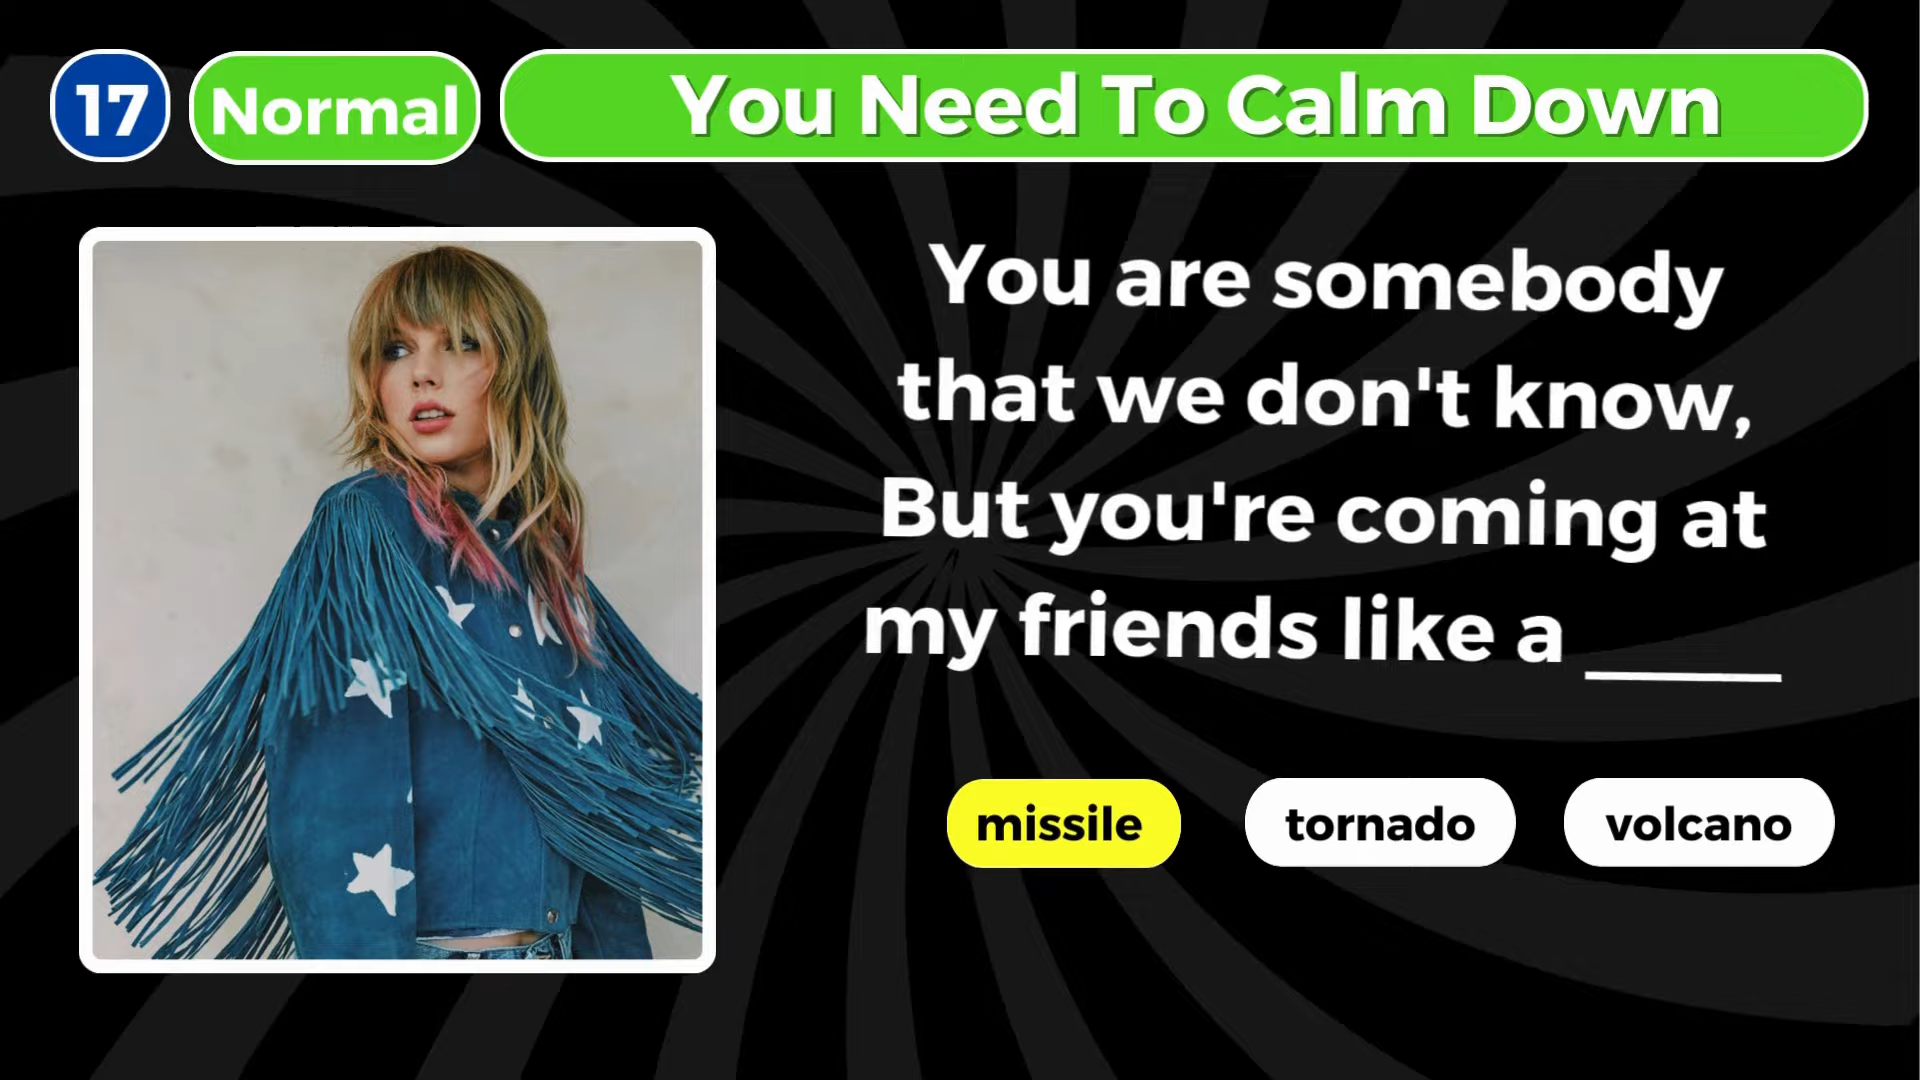 17 Normal You Need To Calm Down
You are somebody
that we don't know,
But you're coming at
my friends like a _____
missile tornado volcano